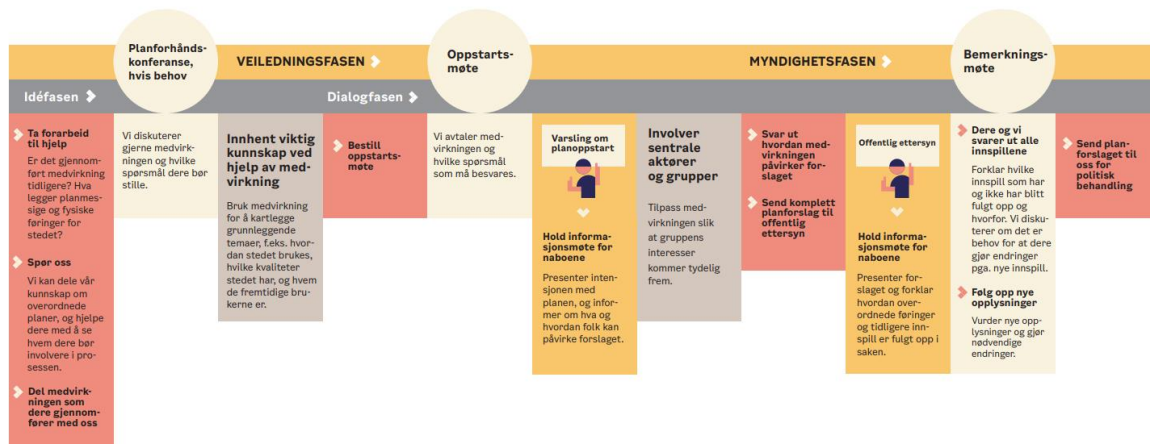 Planforhånds-
konferanse,
hvis behov
VEILEDNINGSFASEN
Oppstarts-
møte
MYNDIGHETSFASEN
Bemerknings-
møte
Idéfasen
Dialogfasen
Ta forarbeid
til hjelp
Er det gjennom-
ført medvirkning
tidligere? Hva
legger planmes-
sige og fysiske
føringer for
stedet?
Spør oss
Vi kan dele vår
kunnskap om
overordnede
planer, og hjelpe
dere med å se
hvem dere bør
involvere i pro-
sessen.
Del medvirk-
ningen som
dere gjennom-
fører med oss
Vi diskuterer
gjerne medvirk-
ningen og hvilke
spørsmål dere bør
stille.
Innhent viktig
kunnskap ved
hjelp av med-
virkning
Bruk medvirkning
for å kartlegge
grunnleggende
temaer, f.eks. hvor-
dan stedet brukes,
hvilke kvaliteter
stedet har, og hvem
de fremtidige bru-
kerne er.
Bestill
oppstarts-
møte
Vi avtaler med-
virkningen og
hvilke spørsmål
som må besvares.
Varsling om
planoppstart
Hold informa-
sjonsmøte for
naboene
Presenter inten-
sjonen med
planen, og infor-
mer om hva og
hvordan folk kan
påvirke forslaget.
Involver
sentrale
aktører
og grupper
Tilpass med-
virkningen slik
at gruppens
interesser
kommer tydelig
frem.
Svar ut
hvordan med-
virkningen
påvirker for-
slaget
Send komplett
planforslag til
offentlig
ettersyn
Offentlig ettersyn
Hold informa-
sjonsmøte for
naboene
Presenter for-
slaget og forklar
hvordan over-
ordnede føringer
og tidligere inn-
spill er fulgt opp i
saken.
Dere og vi
svarer ut alle
innspillene
Forklar hvilke
innspill som har
og ikke har blitt
fulgt opp og
hvorfor. Vi disku-
terer om det er
behov for at dere
gjør endringer
pga. nye innspill.
Følg opp nye
opplysninger
Vurder nye opp-
lysninger og gjør
nødvendige
endringer.
Send plan-
forslaget til
oss for
politisk
behandling